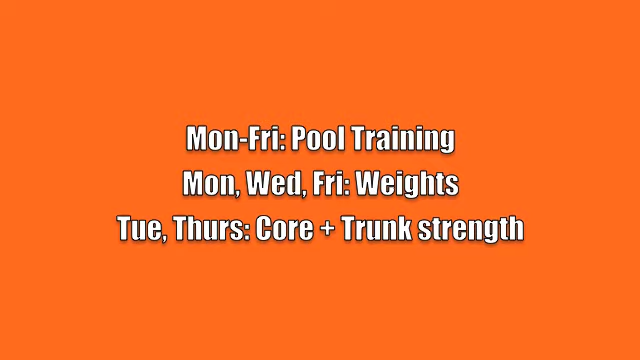 Mon-Fri: Pool Training
Mon, Wed, Fri: Weights
Tue, Thurs: Core + Trunk strength